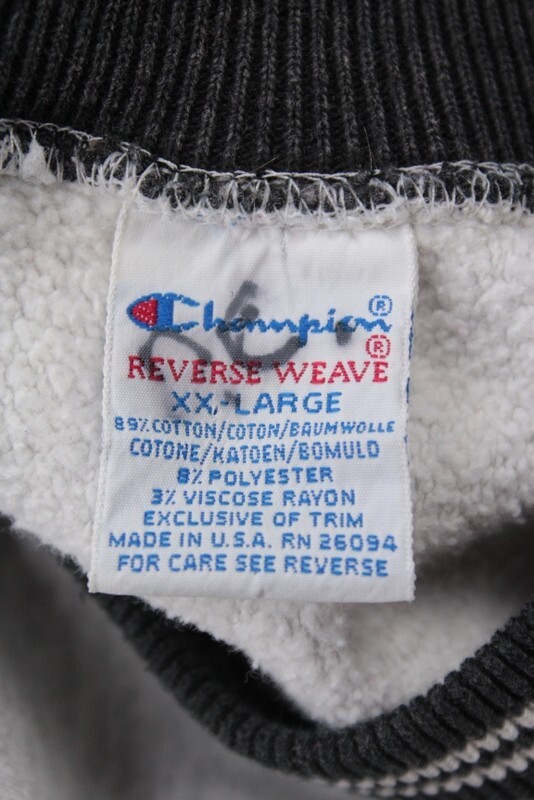 Champion®
REVERSE WEAVE®
XX-LARGE
89% COTTON/COTON/BAUMWOLLE
COTONE/KATOEN/BOMULD
8% POLYESTER
3% VISCOSE RAYON
EXCLUSIVE OF TRIM
MADE IN U.S.A. RN 26094
FOR CARE SEE REVERSE